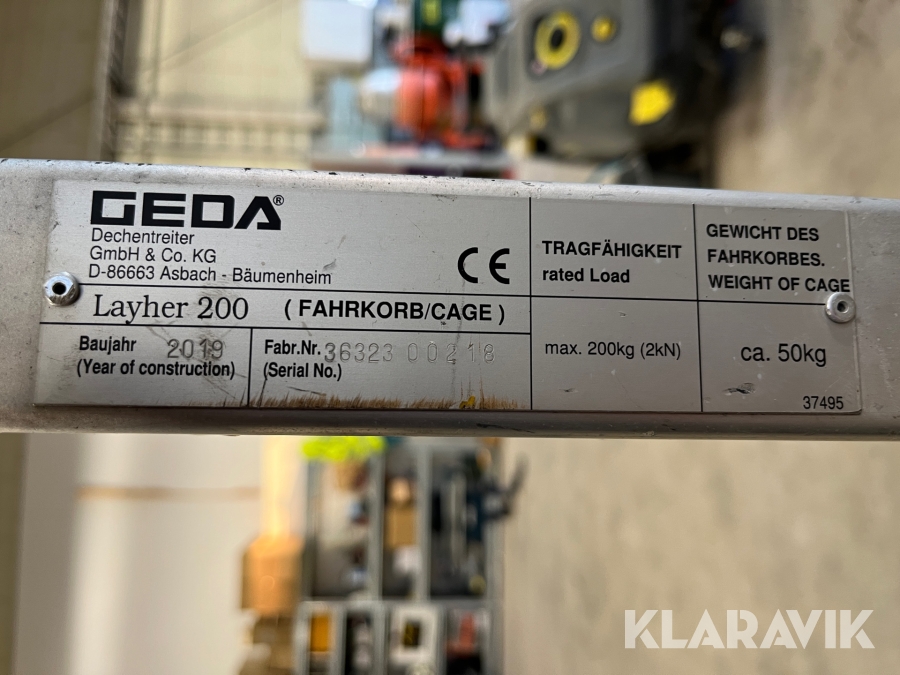 GEDA®
Dechentreiter
GmbH & Co. KG
D-86663 Asbach - Bäumenheim
CE
Layher 200 (FAHRKORB/CAGE)
Baujahr 2019
(Year of construction)
Fabr.Nr. 36323 00218
(Serial No.)
TRAGFÄHIGKEIT
rated Load
max. 200kg (2kN)
GEWICHT DES
FAHRKORBES.
WEIGHT OF CAGE
ca. 50kg
37495
KLARAVIK